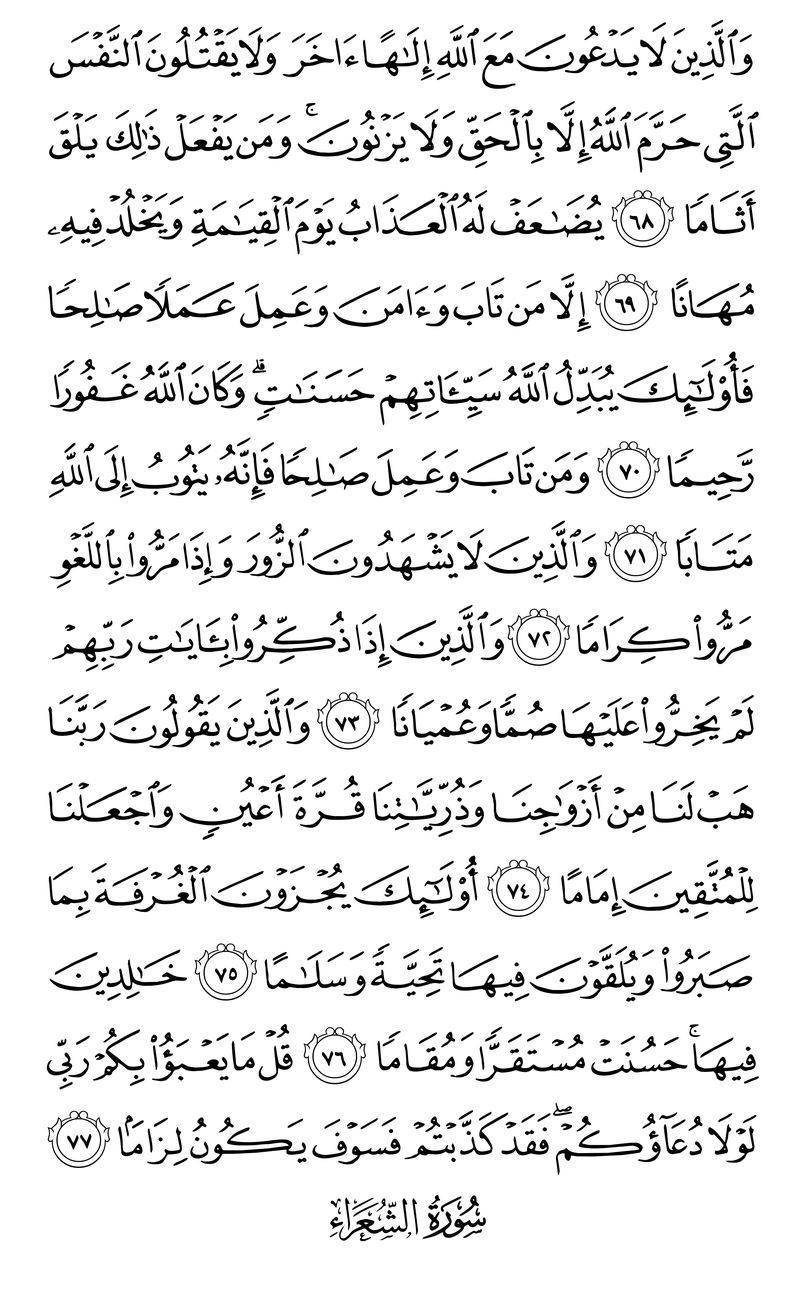 وَٱلَّذِينَ لَا يَدۡعُونَ مَعَ ٱللَّهِ إِلَٰهًا ءَاخَرَ وَلَا يَقۡتُلُونَ ٱلنَّفۡسَ
ٱلَّتِي حَرَّمَ ٱللَّهُ إِلَّا بِٱلۡحَقِّ وَلَا يَزۡنُونَۚ وَمَن يَفۡعَلۡ ذَٰلِكَ يَلۡقَ
أَثَامٗا ٦٨ يُضَٰعَفۡ لَهُ ٱلۡعَذَابُ يَوۡمَ ٱلۡقِيَٰمَةِ وَيَخۡلُدۡ فِيهِۦ
مُهَانًا ٦٩ إِلَّا مَن تَابَ وَءَامَنَ وَعَمِلَ عَمَلٗا صَٰلِحٗا
فَأُوْلَٰٓئِكَ يُبَدِّلُ ٱللَّهُ سَيِّـَٔاتِهِمۡ حَسَنَٰتٖۗ وَكَانَ ٱللَّهُ غَفُورٗا
رَّحِيمٗا ٧٠ وَمَن تَابَ وَعَمِلَ صَٰلِحٗا فَإِنَّهُۥ يَتُوبُ إِلَى ٱللَّهِ
مَتَابٗا ٧١ وَٱلَّذِينَ لَا يَشۡهَدُونَ ٱلزُّورَ وَإِذَا مَرُّواْ بِٱللَّغۡوِ
مَرُّواْ كِرَامٗا ٧٢ وَٱلَّذِينَ إِذَا ذُكِّرُواْ بِـَٔايَٰتِ رَبِّهِمۡ
لَمۡ يَخِرُّواْ عَلَيۡهَا صُمّٗا وَعُمۡيَانٗا ٧٣ وَٱلَّذِينَ يَقُولُونَ رَبَّنَا
هَبۡ لَنَا مِنۡ أَزۡوَٰجِنَا وَذُرِّيَّٰتِنَا قُرَّةَ أَعۡيُنٖ وَٱجۡعَلۡنَا
لِلۡمُتَّقِينَ إِمَامًا ٧٤ أُوْلَٰٓئِكَ يُجۡزَوۡنَ ٱلۡغُرۡفَةَ بِمَا
صَبَرُواْ وَيُلَقَّوۡنَ فِيهَا تَحِيَّةٗ وَسَلَٰمًا ٧٥ خَٰلِدِينَ
فِيهَاۚ حَسُنَتۡ مُسۡتَقَرّٗا وَمُقَامٗا ٧٦ قُلۡ مَا يَعۡبَؤُاْ بِكُمۡ رَبِّي
لَوۡلَا دُعَآؤُكُمۡۖ فَقَدۡ كَذَّبۡتُمۡ فَسَوۡفَ يَكُونُ لِزَامَۢا ٧٧
سُورَةُ الشُّعَرَاءِ